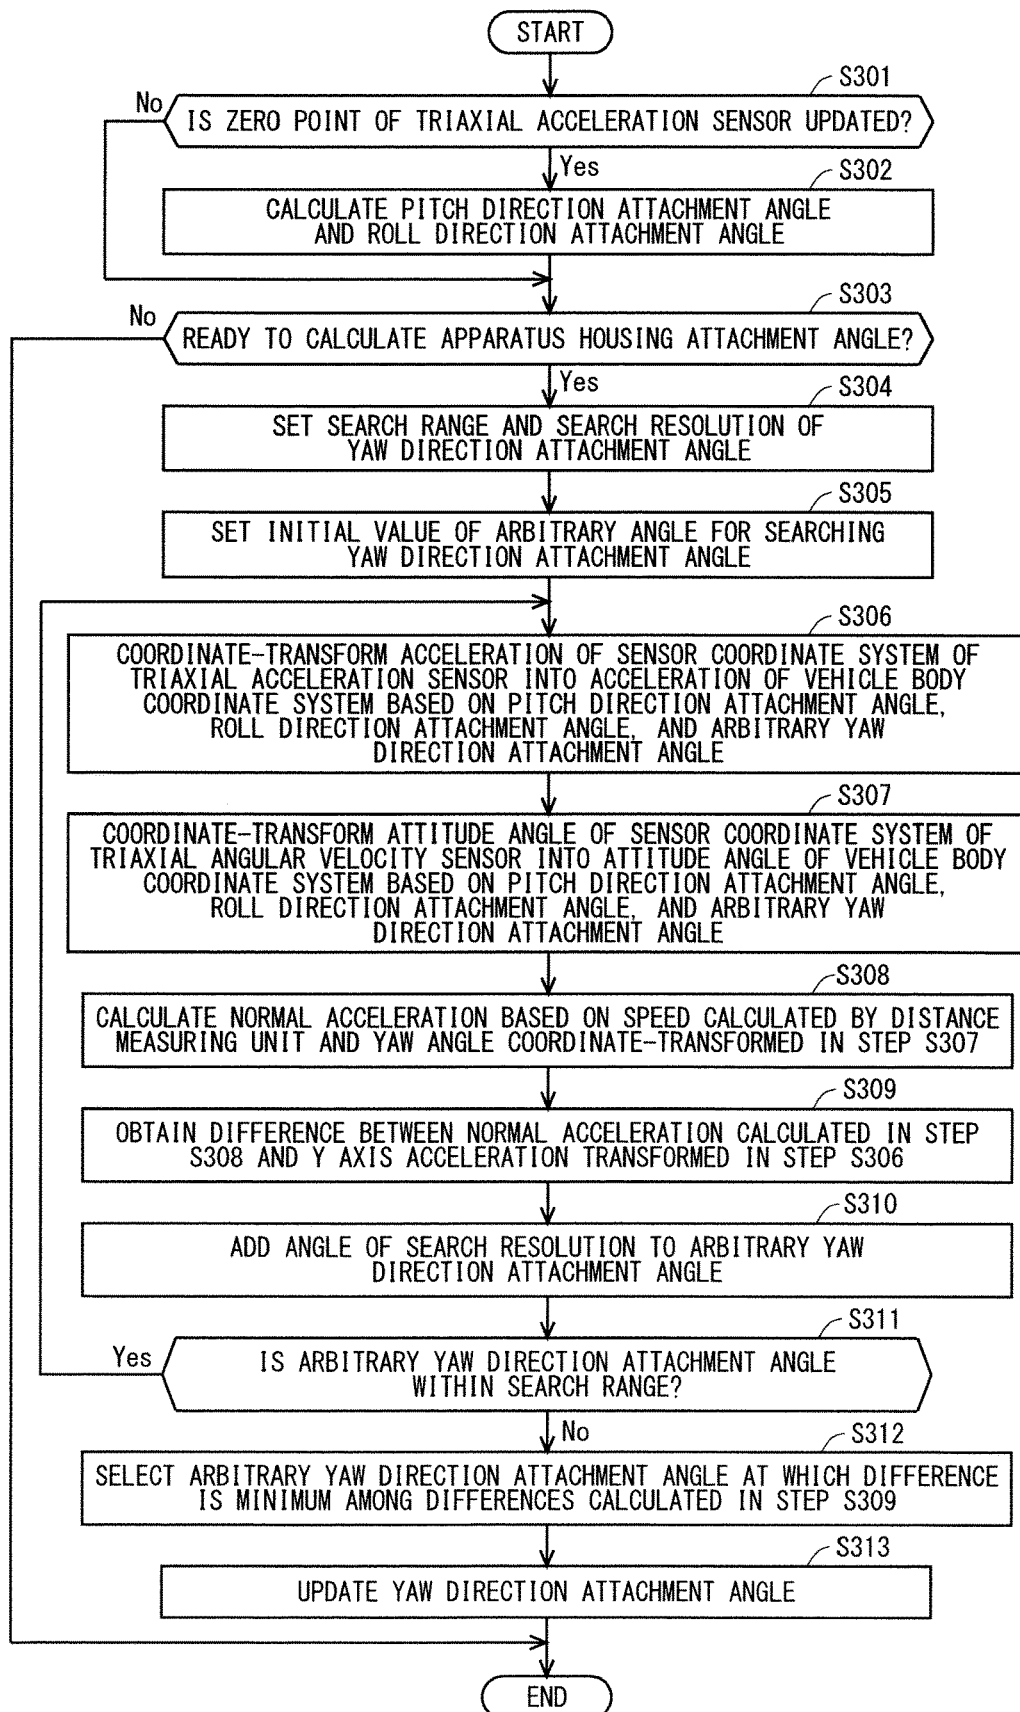 START
S301
No
IS ZERO POINT OF TRIAXIAL ACCELERATION SENSOR UPDATED?
Yes
S302
CALCULATE PITCH DIRECTION ATTACHMENT ANGLE
AND ROLL DIRECTION ATTACHMENT ANGLE
S303
No
READY TO CALCULATE APPARATUS HOUSING ATTACHMENT ANGLE?
Yes
S304
SET SEARCH RANGE AND SEARCH RESOLUTION OF
YAW DIRECTION ATTACHMENT ANGLE
S305
SET INITIAL VALUE OF ARBITRARY ANGLE FOR SEARCHING
YAW DIRECTION ATTACHMENT ANGLE
S306
COORDINATE-TRANSFORM ACCELERATION OF SENSOR COORDINATE SYSTEM OF
TRIAXIAL ACCELERATION SENSOR INTO ACCELERATION OF VEHICLE BODY
COORDINATE SYSTEM BASED ON PITCH DIRECTION ATTACHMENT ANGLE,
ROLL DIRECTION ATTACHMENT ANGLE, AND ARBITRARY YAW
DIRECTION ATTACHMENT ANGLE
S307
COORDINATE-TRANSFORM ATTITUDE ANGLE OF SENSOR COORDINATE SYSTEM OF
TRIAXIAL ANGULAR VELOCITY SENSOR INTO ATTITUDE ANGLE OF VEHICLE BODY
COORDINATE SYSTEM BASED ON PITCH DIRECTION ATTACHMENT ANGLE,
ROLL DIRECTION ATTACHMENT ANGLE, AND ARBITRARY YAW
DIRECTION ATTACHMENT ANGLE
S308
CALCULATE NORMAL ACCELERATION BASED ON SPEED CALCULATED BY DISTANCE
MEASURING UNIT AND YAW ANGLE COORDINATE-TRANSFORMED IN STEP S307
S309
OBTAIN DIFFERENCE BETWEEN NORMAL ACCELERATION CALCULATED IN STEP
S308 AND Y AXIS ACCELERATION TRANSFORMED IN STEP S306
S310
ADD ANGLE OF SEARCH RESOLUTION TO ARBITRARY YAW
DIRECTION ATTACHMENT ANGLE
S311
Yes
IS ARBITRARY YAW DIRECTION ATTACHMENT ANGLE
WITHIN SEARCH RANGE?
No
S312
SELECT ARBITRARY YAW DIRECTION ATTACHMENT ANGLE AT WHICH DIFFERENCE
IS MINIMUM AMONG DIFFERENCES CALCULATED IN STEP S309
S313
UPDATE YAW DIRECTION ATTACHMENT ANGLE
END